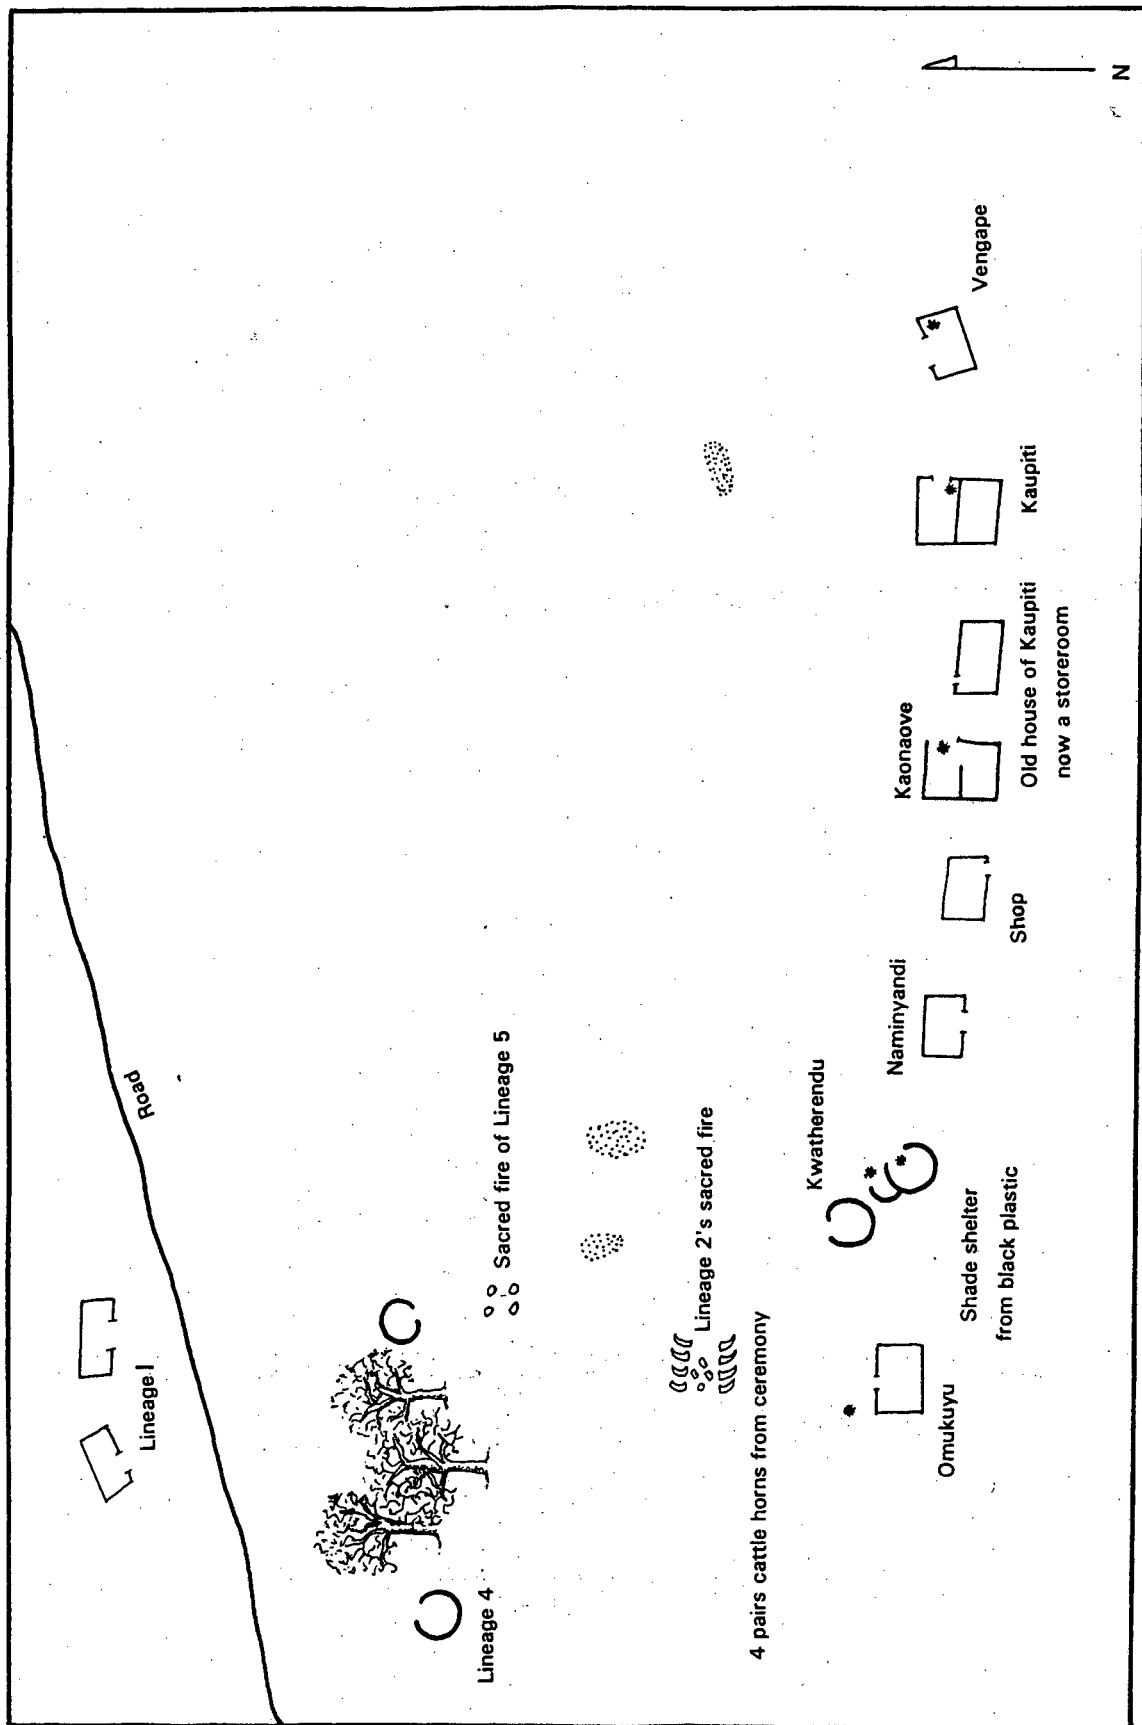 Road
Lineage 1
Lineage 4
Sacred fire of Lineage 5
Lineage 2's sacred fire
4 pairs cattle horns from ceremony
Omukuyu
Kwatherendu
Shade shelter
from black plastic
Naminyandi
Shop
Kaonaove
Old house of Kaupiti
now a storeroom
Kaupiti
Vengape
N